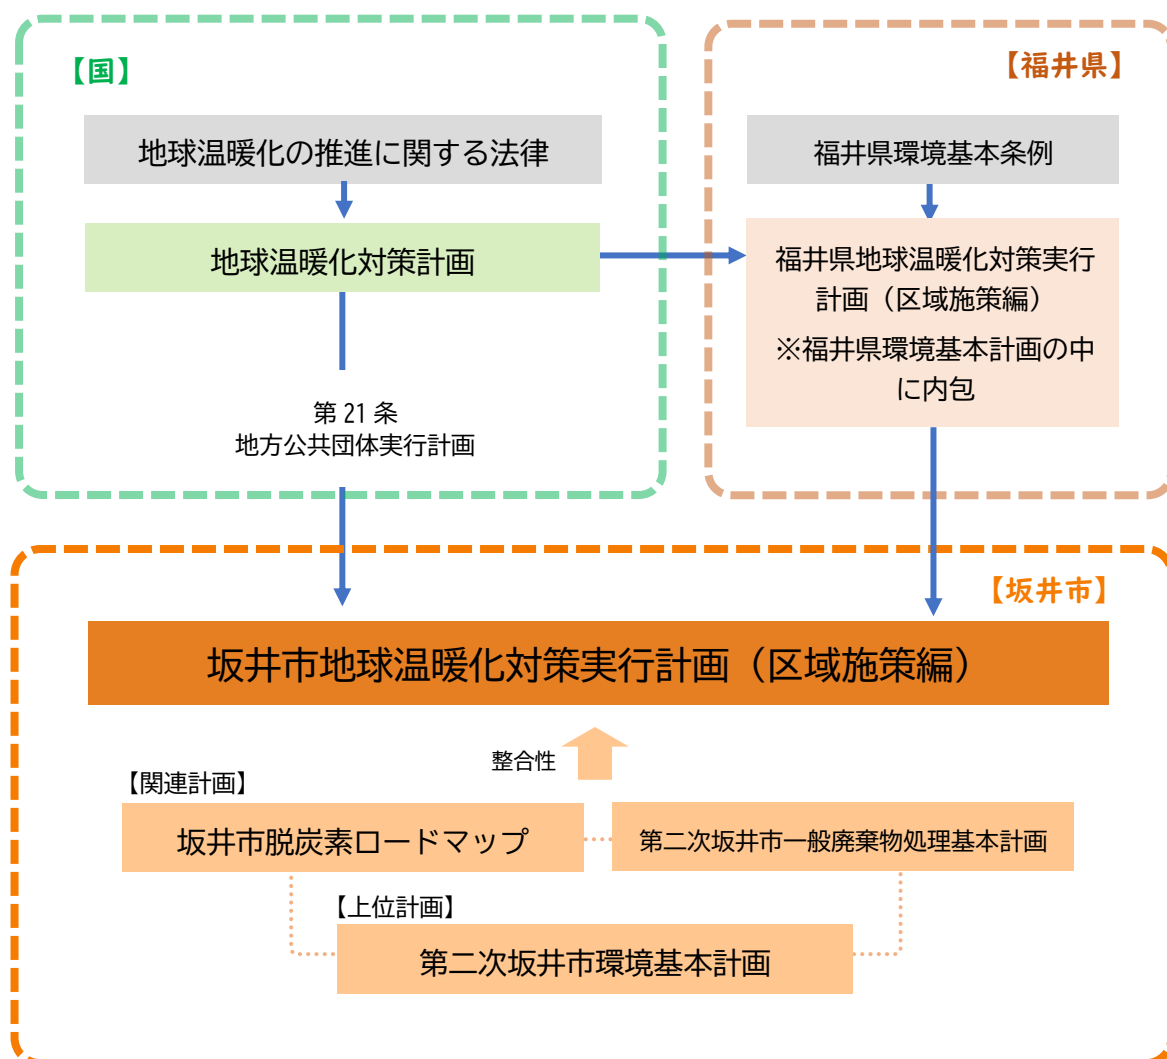 【国】
地球温暖化の推進に関する法律
地球温暖化対策計画
第 21 条
地方公共団体実行計画
【福井県】
福井県環境基本条例
福井県地球温暖化対策実行
計画（区域施策編）
※福井県環境基本計画の中
に内包
【坂井市】
坂井市地球温暖化対策実行計画（区域施策編）
整合性
【関連計画】
坂井市脱炭素ロードマップ
第二次坂井市一般廃棄物処理基本計画
【上位計画】
第二次坂井市環境基本計画